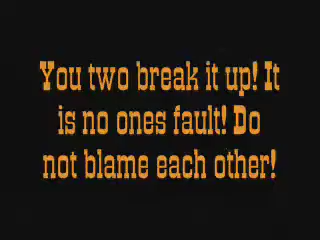 You two break it up! It
is no ones fault! Do
not blame each other!